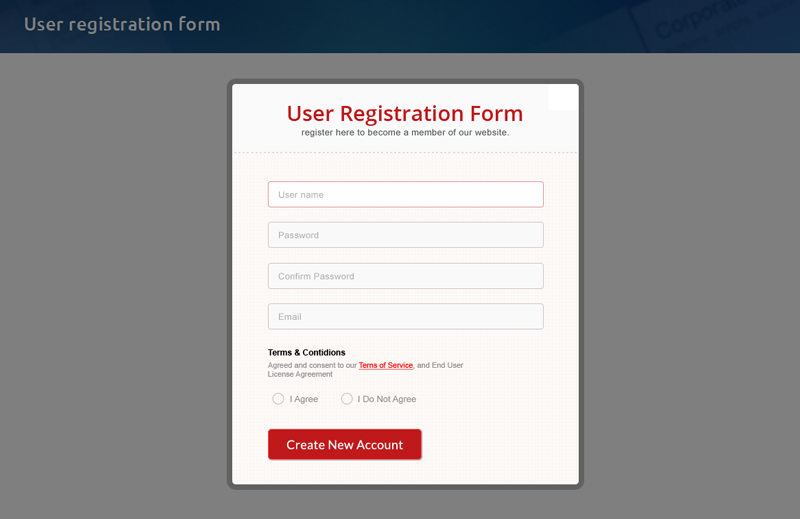 User registration form
Corporate
User Registration Form
register here to become a member of our website.
User name
Password
Confirm Password
Email
Terms & Contidions
Agreed and consent to our Terms of Service, and End User
License Agreement
I Agree
I Do Not Agree
Create New Account